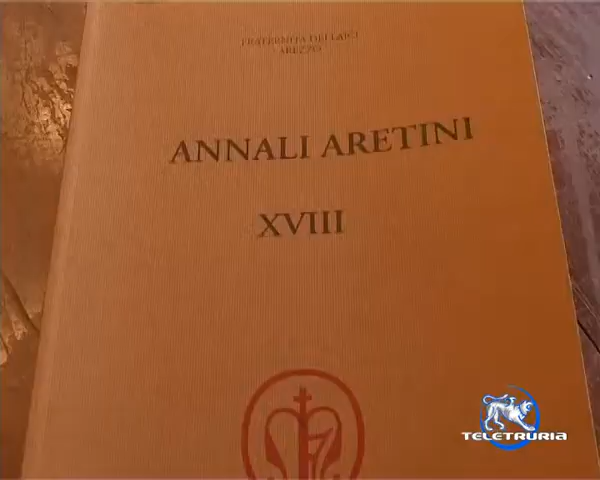 FRATERNITA DEI LAICI
AREZZO
ANNALI ARETINI
XVIII
TELETRURIA